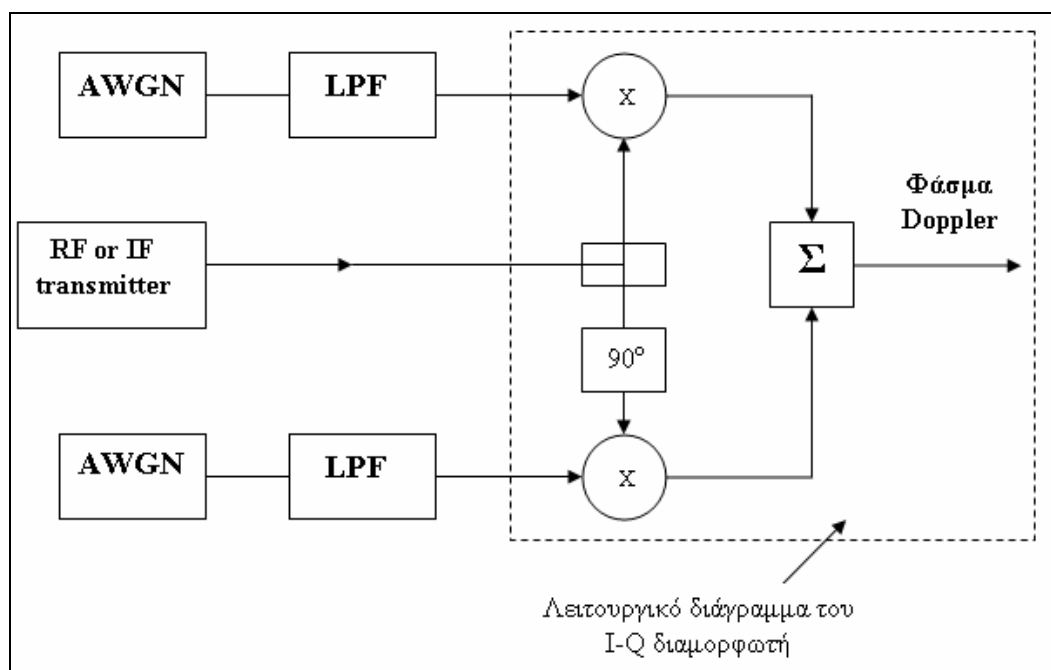 AWGN
LPF
x
Φάσμα
Doppler
RF or IF
transmitter
Σ
90°
AWGN
LPF
x
Λειτουργικό διάγραμμα του
I-Q διαμορφωτή